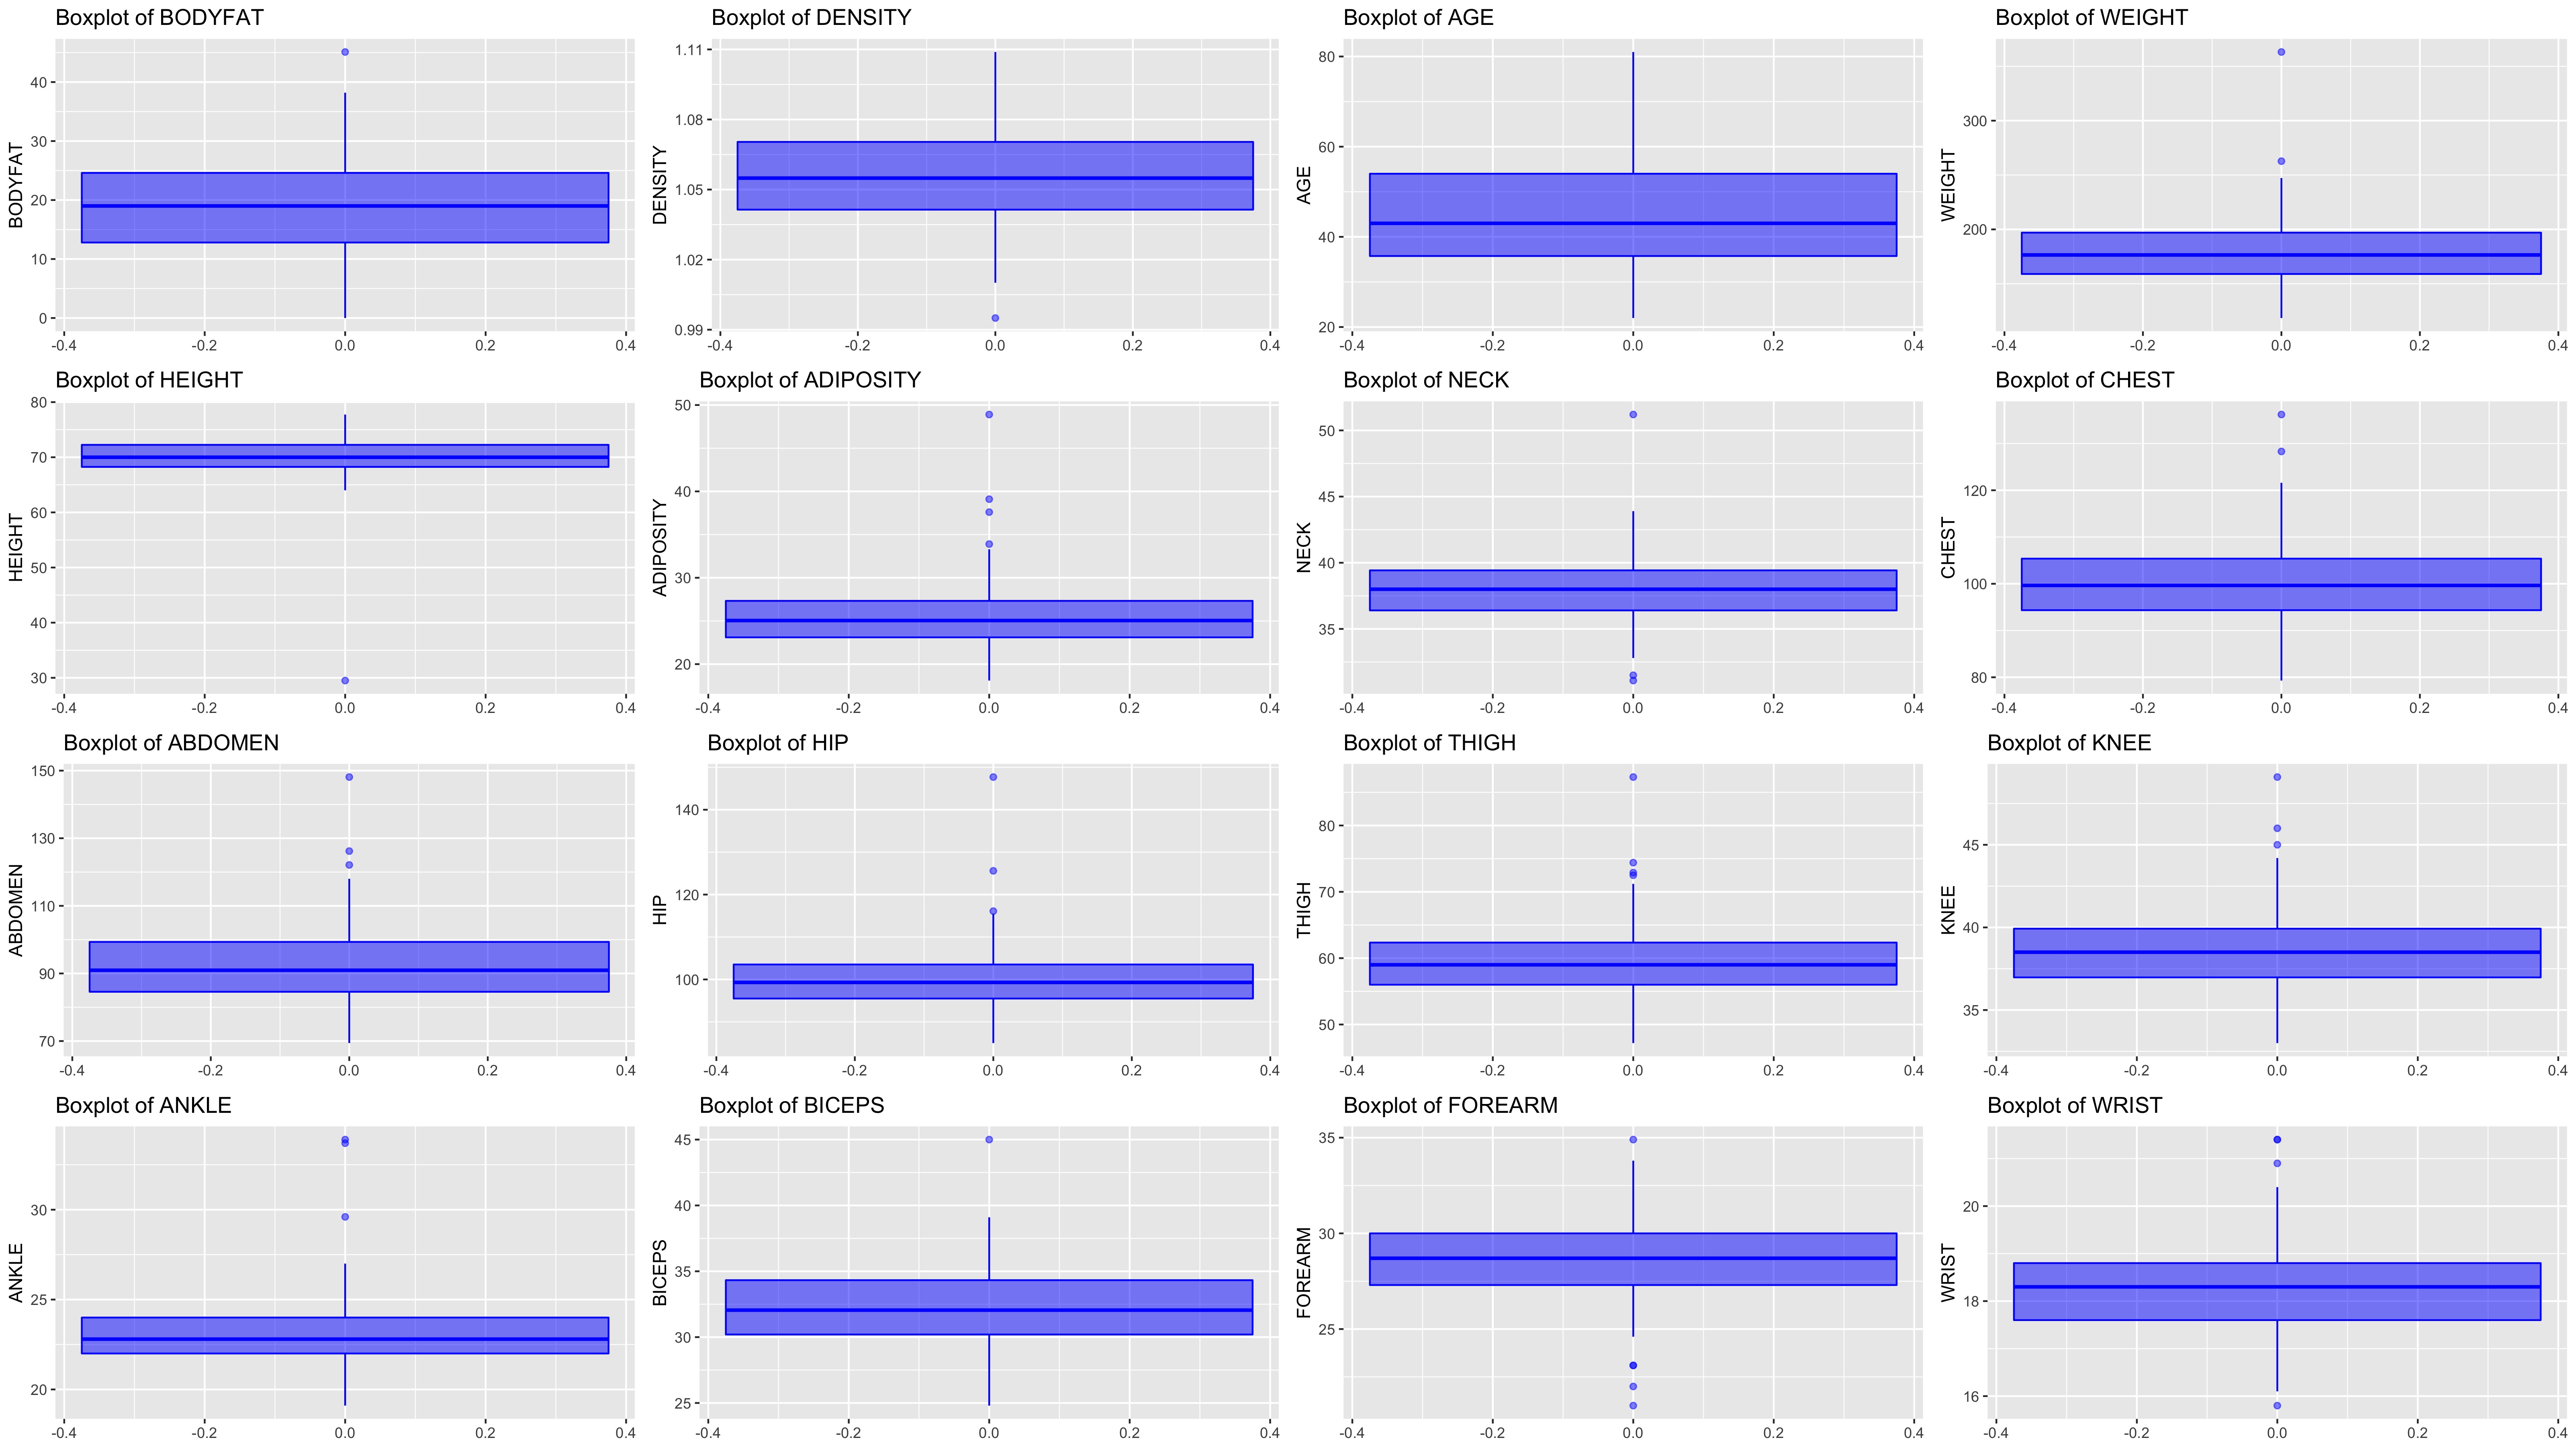 Boxplot of BODYFAT
BODYFAT
40
30
20
10
0
-0.4 -0.2 0.0 0.2 0.4
Boxplot of DENSITY
DENSITY
1.11
1.08
1.05
1.02
0.99
-0.4 -0.2 0.0 0.2 0.4
Boxplot of AGE
AGE
80
60
40
20
-0.4 -0.2 0.0 0.2 0.4
Boxplot of WEIGHT
WEIGHT
300
200
-0.4 -0.2 0.0 0.2 0.4
Boxplot of HEIGHT
HEIGHT
80
70
60
50
40
30
-0.4 -0.2 0.0 0.2 0.4
Boxplot of ADIPOSITY
ADIPOSITY
50
40
30
20
-0.4 -0.2 0.0 0.2 0.4
Boxplot of NECK
NECK
50
45
40
35
-0.4 -0.2 0.0 0.2 0.4
Boxplot of CHEST
CHEST
120
100
80
-0.4 -0.2 0.0 0.2 0.4
Boxplot of ABDOMEN
ABDOMEN
150
130
110
90
70
-0.4 -0.2 0.0 0.2 0.4
Boxplot of HIP
HIP
140
120
100
-0.4 -0.2 0.0 0.2 0.4
Boxplot of THIGH
THIGH
80
70
60
50
-0.4 -0.2 0.0 0.2 0.4
Boxplot of KNEE
KNEE
45
40
35
-0.4 -0.2 0.0 0.2 0.4
Boxplot of ANKLE
ANKLE
30
25
20
-0.4 -0.2 0.0 0.2 0.4
Boxplot of BICEPS
BICEPS
45
40
35
30
25
-0.4 -0.2 0.0 0.2 0.4
Boxplot of FOREARM
FOREARM
35
30
25
-0.4 -0.2 0.0 0.2 0.4
Boxplot of WRIST
WRIST
20
18
16
-0.4 -0.2 0.0 0.2 0.4